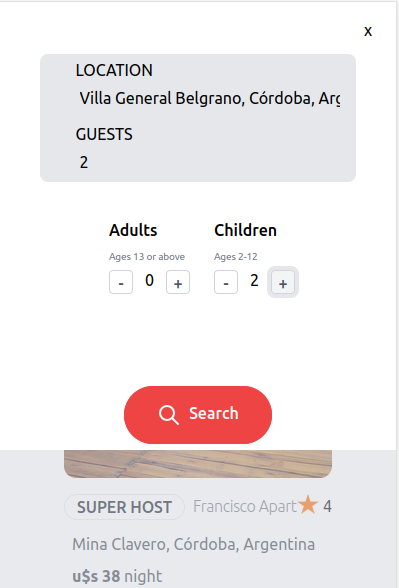 x
LOCATION
Villa General Belgrano, Córdoba, Arg
GUESTS
2
Adults Children
Ages 13 or above Ages 2-12
- 0 + - 2 +
Search
SUPER HOST Francisco Apart 4
Mina Clavero, Córdoba, Argentina
u$s 38 night